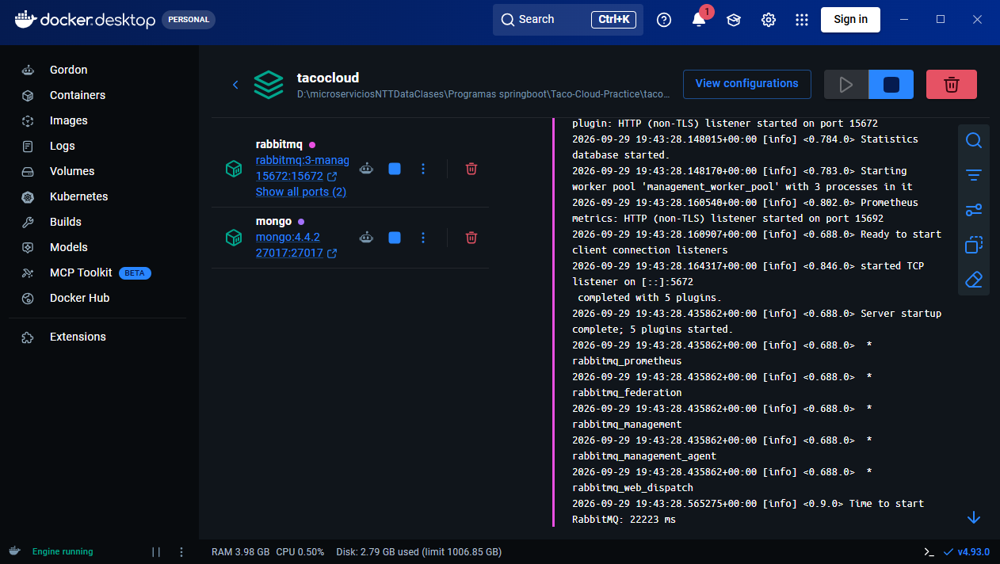 docker.desktop PERSONAL
Search Ctrl+K
1
Sign in
Gordon
Containers
Images
Logs
Volumes
Kubernetes
Builds
Models
MCP Toolkit BETA
Docker Hub
Extensions
tacocloud
D:\microserviciosNTTDataClases\Programas springboot\Taco-Cloud-Practice\taco...
View configurations
rabbitmq
rabbitmq:3-manag
15672:15672
Show all ports (2)
mongo
mongo:4.4.2
27017:27017
plugin: HTTP (non-TLS) listener started on port 15672
2026-09-29 19:43:28.148015+00:00 [info] <0.784.0> Statistics
database started.
2026-09-29 19:43:28.148170+00:00 [info] <0.783.0> Starting
worker pool 'management_worker_pool' with 3 processes in it
2026-09-29 19:43:28.160540+00:00 [info] <0.802.0> Prometheus
metrics: HTTP (non-TLS) listener started on port 15692
2026-09-29 19:43:28.160907+00:00 [info] <0.688.0> Ready to start
client connection listeners
2026-09-29 19:43:28.164317+00:00 [info] <0.846.0> started TCP
listener on [::]:5672
completed with 5 plugins.
2026-09-29 19:43:28.435862+00:00 [info] <0.688.0> Server startup
complete; 5 plugins started.
2026-09-29 19:43:28.435862+00:00 [info] <0.688.0>  *
rabbitmq_prometheus
2026-09-29 19:43:28.435862+00:00 [info] <0.688.0>  *
rabbitmq_federation
2026-09-29 19:43:28.435862+00:00 [info] <0.688.0>  *
rabbitmq_management
2026-09-29 19:43:28.435862+00:00 [info] <0.688.0>  *
rabbitmq_management_agent
2026-09-29 19:43:28.435862+00:00 [info] <0.688.0>  *
rabbitmq_web_dispatch
2026-09-29 19:43:28.565275+00:00 [info] <0.9.0> Time to start
RabbitMQ: 22223 ms
Engine running
RAM 3.98 GB CPU 0.50% Disk: 2.79 GB used (limit 1006.85 GB)
v4.93.0